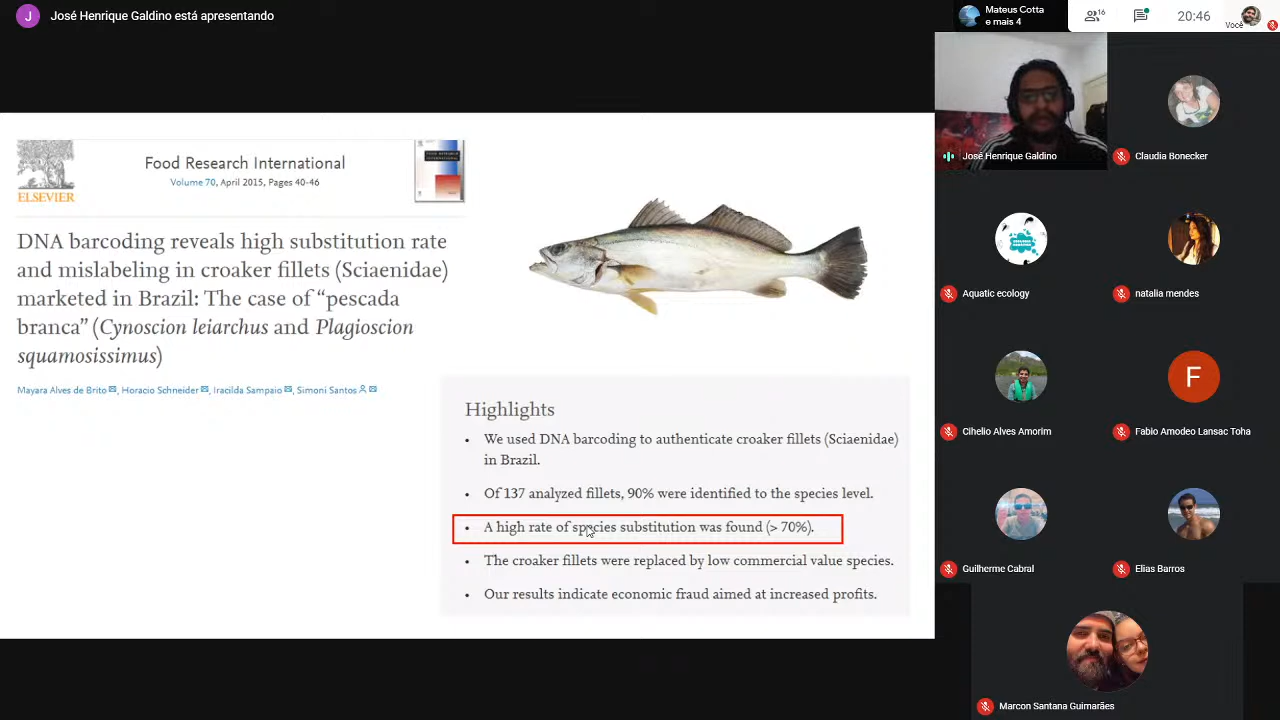 J
José Henrique Galdino está apresentando
Mateus Cotta
e mais 4
16
20:46
Você
Food Research International
Volume 70, April 2015, Pages 40-46
ELSEVIER
DNA barcoding reveals high substitution rate
and mislabeling in croaker fillets (Sciaenidae)
marketed in Brazil: The case of “pescada
branca” (Cynoscion leiarchus and Plagioscion
squamosissimus)
Mayara Alves de Brito, Horacio Schneider, Iracilda Sampaio, Simoni Santos
Highlights
• We used DNA barcoding to authenticate croaker fillets (Sciaenidae)
in Brazil.
• Of 137 analyzed fillets, 90% were identified to the species level.
• A high rate of species substitution was found (> 70%).
• The croaker fillets were replaced by low commercial value species.
• Our results indicate economic fraud aimed at increased profits.
José Henrique Galdino
Claudia Bonecker
Aquatic ecology
natalia mendes
F
Cihelio Alves Amorim
Fabio Amodeo Lansac Toha
Guilherme Cabral
Elias Barros
Marcon Santana Guimarães